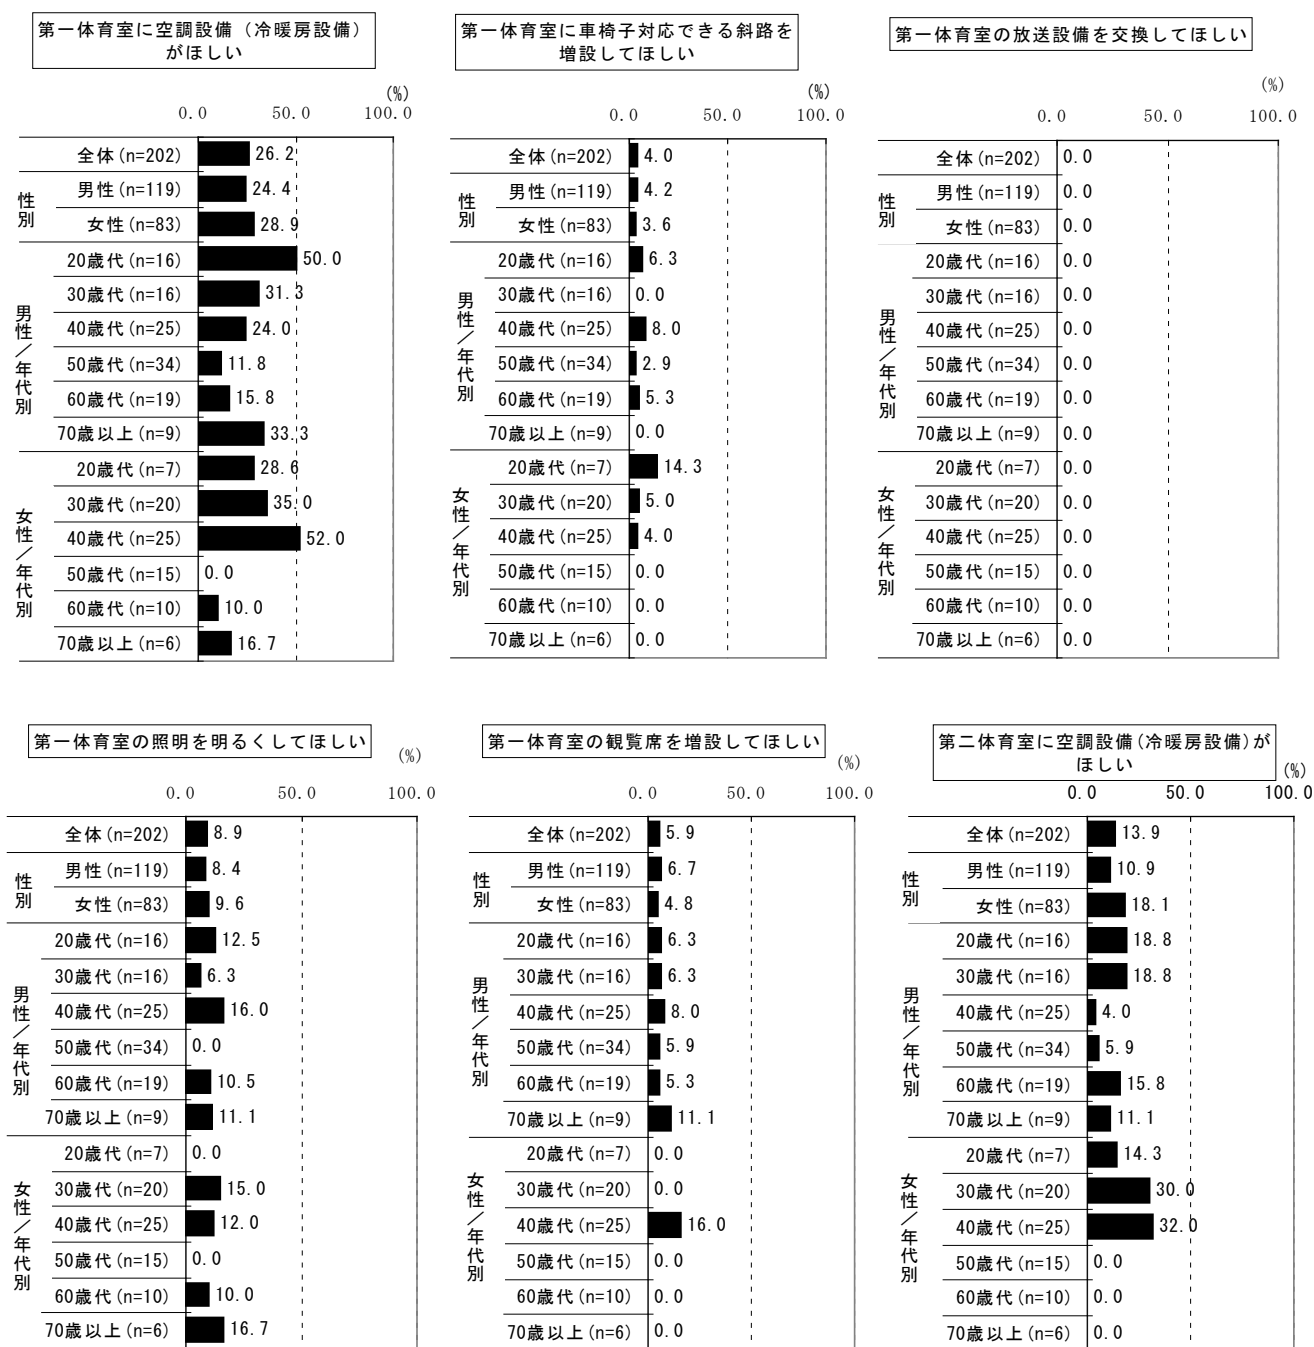 第一体育室に空調設備（冷暖房設備）
がほしい
(%)
0.0 50.0 100.0
全体(n=202) 26.2
性別
男性(n=119) 24.4
女性(n=83) 28.9
男性／年代別
20歳代(n=16) 50.0
30歳代(n=16) 31.3
40歳代(n=25) 24.0
50歳代(n=34) 11.8
60歳代(n=19) 15.8
70歳以上(n=9) 33.3
女性／年代別
20歳代(n=7) 28.6
30歳代(n=20) 35.0
40歳代(n=25) 52.0
50歳代(n=15) 0.0
60歳代(n=10) 10.0
70歳以上(n=6) 16.7
第一体育室に車椅子対応できる斜路を
増設してほしい
(%)
0.0 50.0 100.0
全体(n=202) 4.0
性別
男性(n=119) 4.2
女性(n=83) 3.6
男性／年代別
20歳代(n=16) 6.3
30歳代(n=16) 0.0
40歳代(n=25) 8.0
50歳代(n=34) 2.9
60歳代(n=19) 5.3
70歳以上(n=9) 0.0
女性／年代別
20歳代(n=7) 14.3
30歳代(n=20) 5.0
40歳代(n=25) 4.0
50歳代(n=15) 0.0
60歳代(n=10) 0.0
70歳以上(n=6) 0.0
第一体育室の放送設備を交換してほしい
(%)
0.0 50.0 100.0
全体(n=202) 0.0
性別
男性(n=119) 0.0
女性(n=83) 0.0
男性／年代別
20歳代(n=16) 0.0
30歳代(n=16) 0.0
40歳代(n=25) 0.0
50歳代(n=34) 0.0
60歳代(n=19) 0.0
70歳以上(n=9) 0.0
女性／年代別
20歳代(n=7) 0.0
30歳代(n=20) 0.0
40歳代(n=25) 0.0
50歳代(n=15) 0.0
60歳代(n=10) 0.0
70歳以上(n=6) 0.0
第一体育室の照明を明るくしてほしい
(%)
0.0 50.0 100.0
全体(n=202) 8.9
性別
男性(n=119) 8.4
女性(n=83) 9.6
男性／年代別
20歳代(n=16) 12.5
30歳代(n=16) 6.3
40歳代(n=25) 16.0
50歳代(n=34) 0.0
60歳代(n=19) 10.5
70歳以上(n=9) 11.1
女性／年代別
20歳代(n=7) 0.0
30歳代(n=20) 15.0
40歳代(n=25) 12.0
50歳代(n=15) 0.0
60歳代(n=10) 10.0
70歳以上(n=6) 16.7
第一体育室の観覧席を増設してほしい
(%)
0.0 50.0 100.0
全体(n=202) 5.9
性別
男性(n=119) 6.7
女性(n=83) 4.8
男性／年代別
20歳代(n=16) 6.3
30歳代(n=16) 6.3
40歳代(n=25) 8.0
50歳代(n=34) 5.9
60歳代(n=19) 5.3
70歳以上(n=9) 11.1
女性／年代別
20歳代(n=7) 0.0
30歳代(n=20) 0.0
40歳代(n=25) 16.0
50歳代(n=15) 0.0
60歳代(n=10) 0.0
70歳以上(n=6) 0.0
第二体育室に空調設備(冷暖房設備)が
ほしい
(%)
0.0 50.0 100.0
全体(n=202) 13.9
性別
男性(n=119) 10.9
女性(n=83) 18.1
男性／年代別
20歳代(n=16) 18.8
30歳代(n=16) 18.8
40歳代(n=25) 4.0
50歳代(n=34) 5.9
60歳代(n=19) 15.8
70歳以上(n=9) 11.1
女性／年代別
20歳代(n=7) 14.3
30歳代(n=20) 30.0
40歳代(n=25) 32.0
50歳代(n=15) 0.0
60歳代(n=10) 0.0
70歳以上(n=6) 0.0